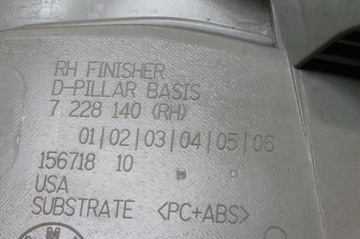 RH FINISHER
D-PILLAR BASIS
7 228 140 (RH)
01|02|03|04|05|06
156718 10
USA
SUBSTRATE <PC+ABS>